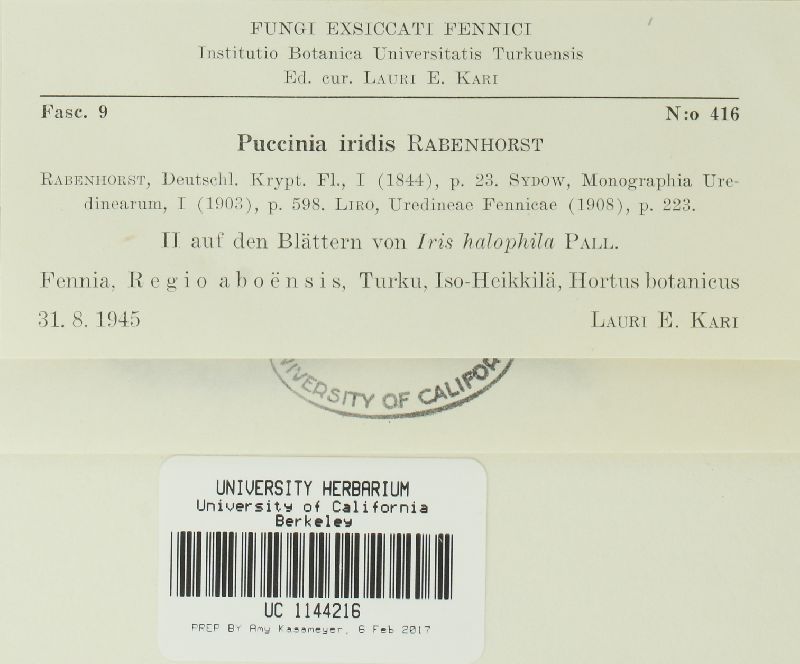 FUNGI EXSICCATI FENNICI
Institutio Botanica Universitatis Turkuensis
Ed. cur. LAURI E. KARI
Fasc. 9 N:o 416
Puccinia iridis RABENHORST
RABENHORST, Deutschl. Krypt. Fl., I (1844), p. 23. SYDOW, Monographia Ure-
dinearum, I (1903), p. 598. LIRO, Uredineae Fennicae (1908), p. 223.
II auf den Blättern von Iris halophila PALL.
Fennia, Regio aboënsis, Turku, Iso-Heikkilä, Hortus botanicus
31. 8. 1945 LAURI E. KARI
IVERSITY OF CALIFOR
UNIVERSITY HERBARIUM
University of California
Berkeley
UC 1144216
PREP BY Amy Kasameyer, 6 Feb 2017